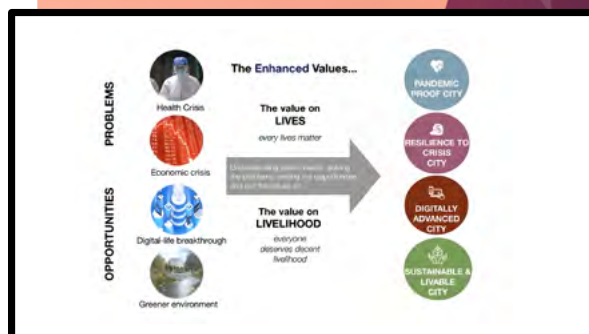 PROBLEMS
OPPORTUNITIES
Health Crisis
Economic crisis
Digital-life breakthrough
Greener environment
The Enhanced Values...
The value on
LIVES
every lives matter
The value on
LIVELIHOOD
everyone
deserves decent
livelihood
PANDEMIC
PROOF CITY
RESILIENCE TO
CRISIS
CITY
DIGITALLY
ADVANCED
CITY
SUSTAINABLE &
LIVABLE
CITY